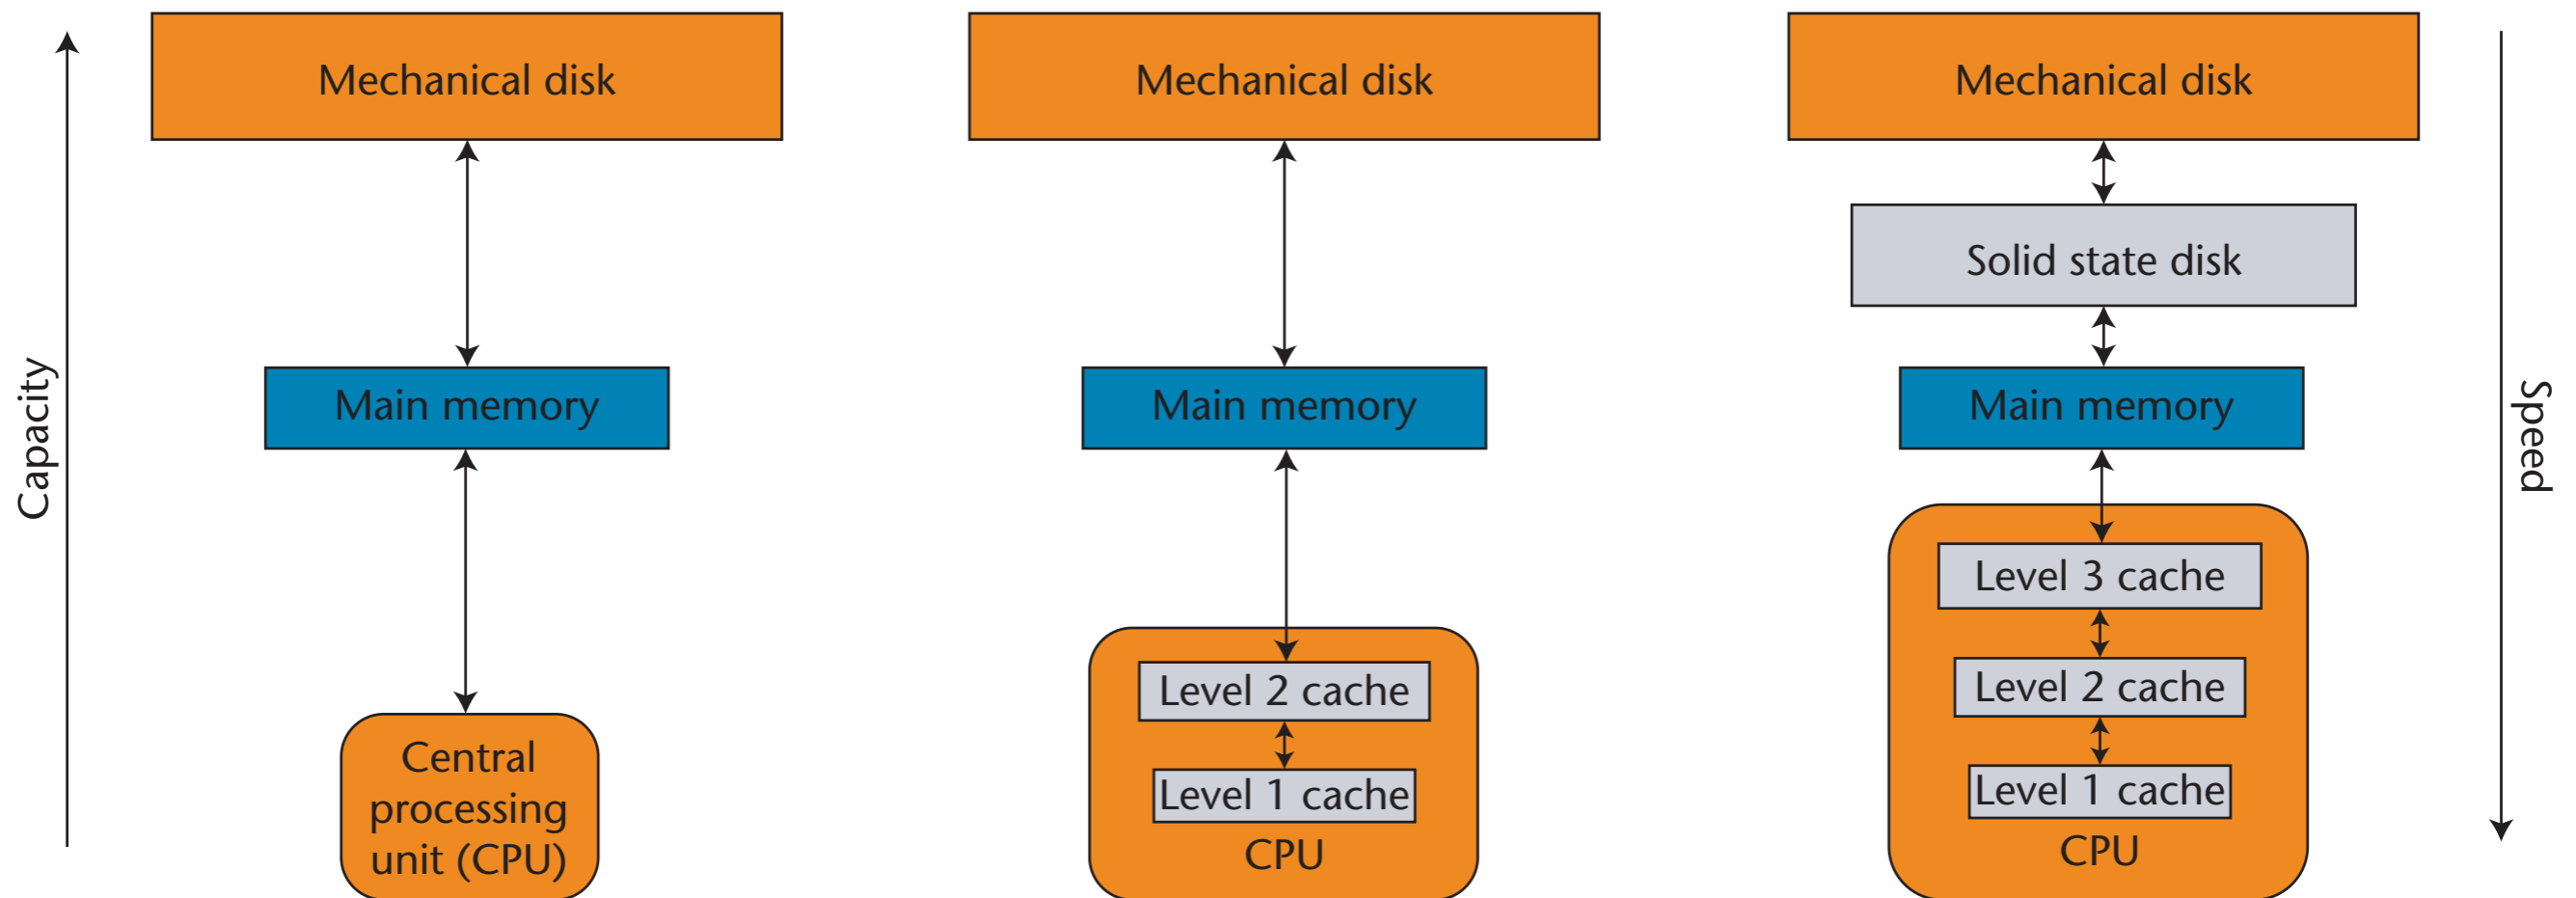 Capacity
Mechanical disk
Main memory
Central
processing
unit (CPU)
Mechanical disk
Main memory
Level 2 cache
Level 1 cache
CPU
Mechanical disk
Solid state disk
Main memory
Level 3 cache
Level 2 cache
Level 1 cache
CPU
Speed